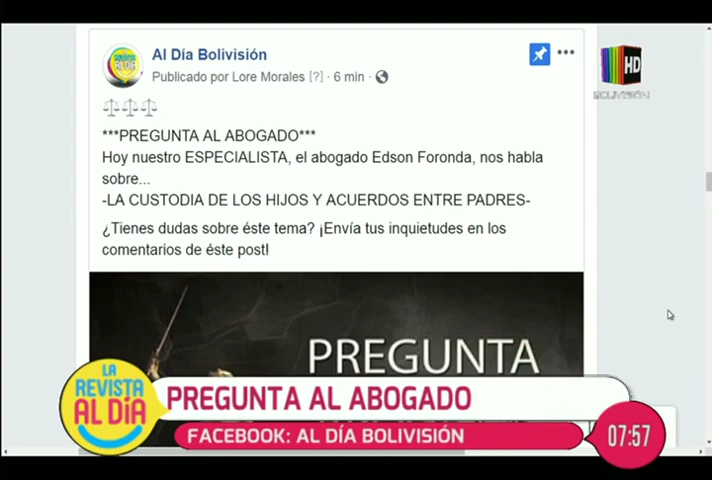 Al Día Bolivisión
Publicado por Lore Morales [?] · 6 min ·
***PREGUNTA AL ABOGADO***
Hoy nuestro ESPECIALISTA, el abogado Edson Foronda, nos habla
sobre...
-LA CUSTODIA DE LOS HIJOS Y ACUERDOS ENTRE PADRES-
¿Tienes dudas sobre éste tema? ¡Envía tus inquietudes en los
comentarios de éste post!
HD
BOLIVISIÓN
PREGUNTA
LA
REVISTA
AL DÍA
PREGUNTA AL ABOGADO
FACEBOOK: AL DÍA BOLIVISIÓN
07:57